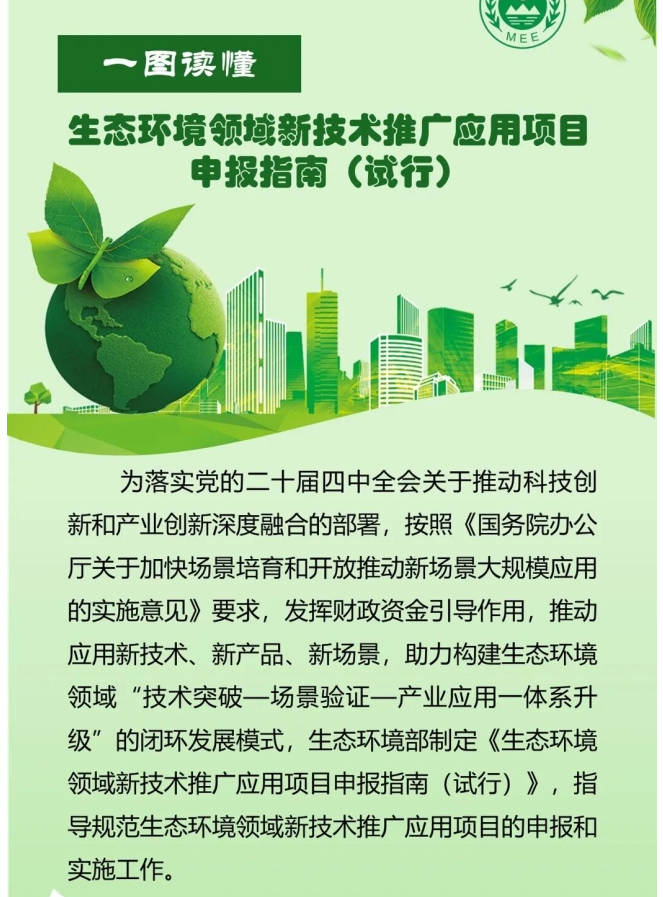 MEE
一图读懂
生态环境领域新技术推广应用项目
申报指南（试行）
为落实党的二十届四中全会关于推动科技创
新和产业创新深度融合的部署，按照《国务院办公
厅关于加快场景培育和开放推动新场景大规模应用
的实施意见》要求，发挥财政资金引导作用，推动
应用新技术、新产品、新场景，助力构建生态环境
领域“技术突破—场景验证—产业应用一体系升
级”的闭环发展模式，生态环境部制定《生态环境
领域新技术推广应用项目申报指南（试行）》，指
导规范生态环境领域新技术推广应用项目的申报和
实施工作。